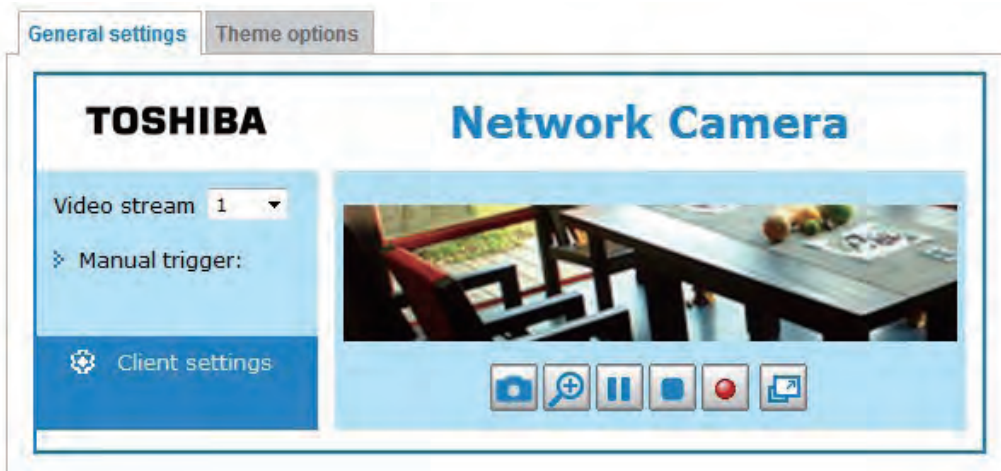 General settings
Theme options
TOSHIBA
Network Camera
Video stream 1
Manual trigger:
Client settings